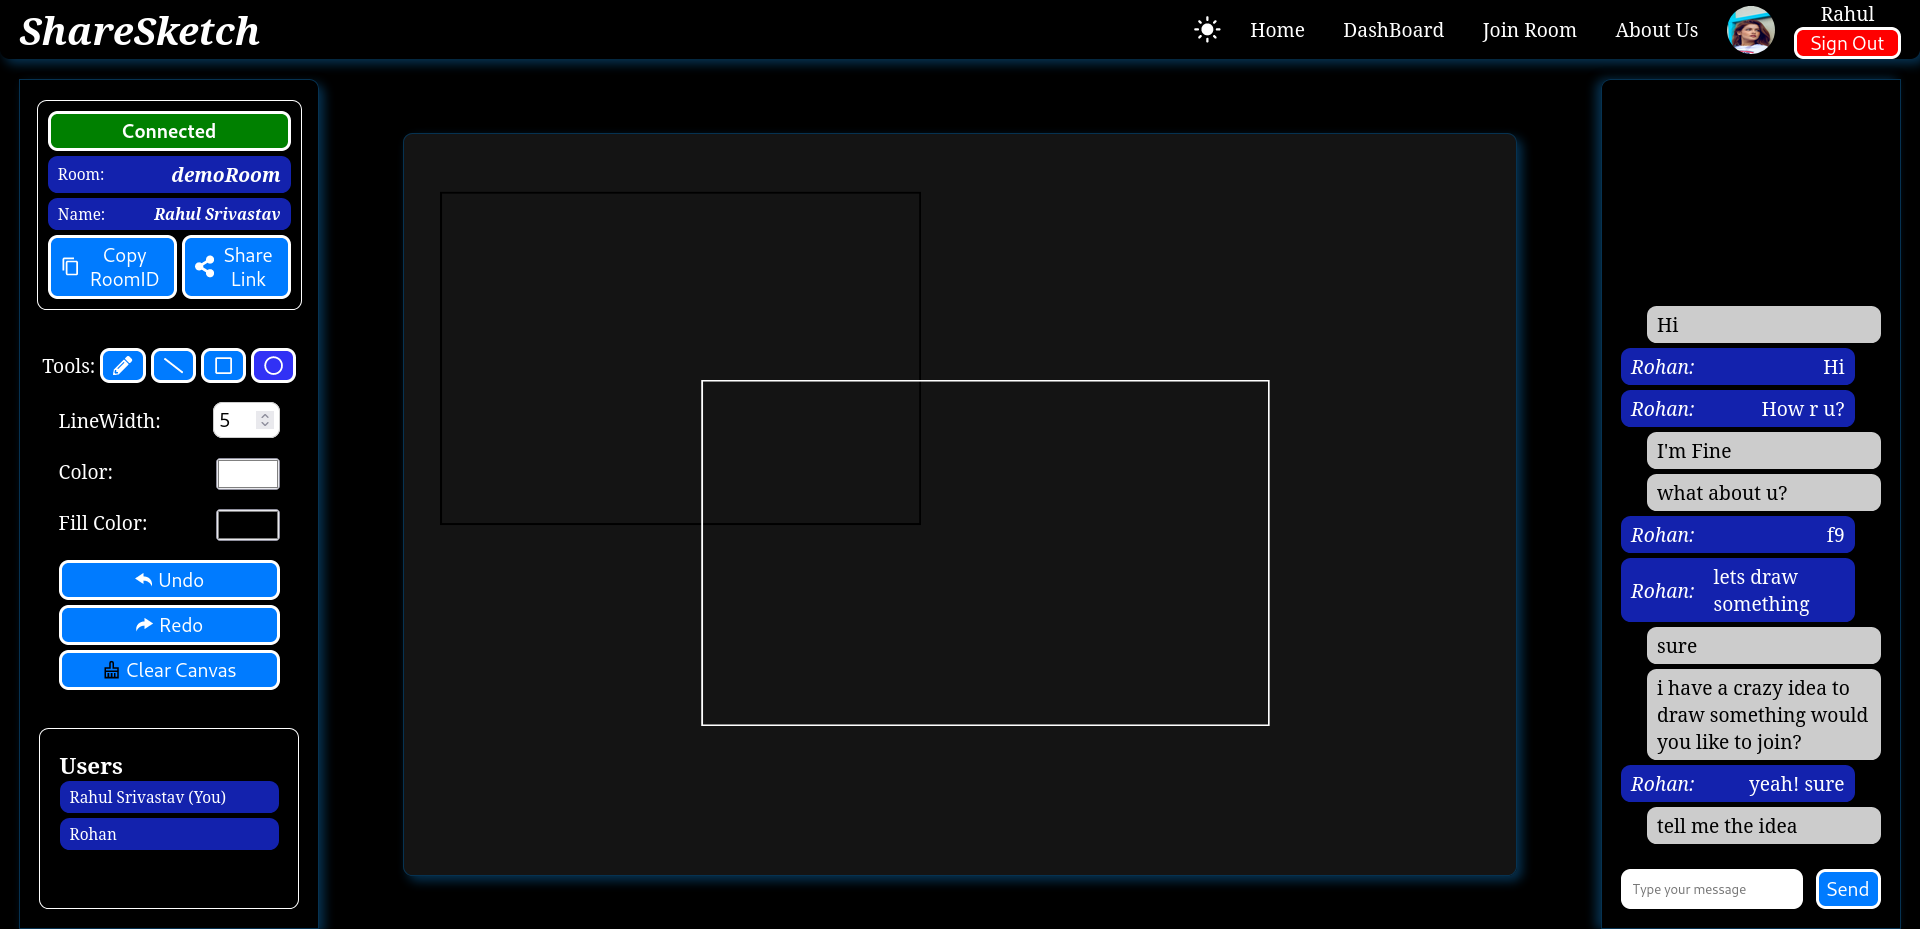 ShareSketch
Home
DashBoard
Join Room
About Us
Rahul
Sign Out
Connected
Room: demoRoom
Name: Rahul Srivastav
Copy
RoomID
Share
Link
Tools:
LineWidth: 5
Color:
Fill Color:
Undo
Redo
Clear Canvas
Users
Rahul Srivastav (You)
Rohan
Hi
Rohan: Hi
Rohan: How r u?
I'm Fine
what about u?
Rohan: f9
Rohan: lets draw
something
sure
i have a crazy idea to
draw something would
you like to join?
Rohan: yeah! sure
tell me the idea
Type your message
Send